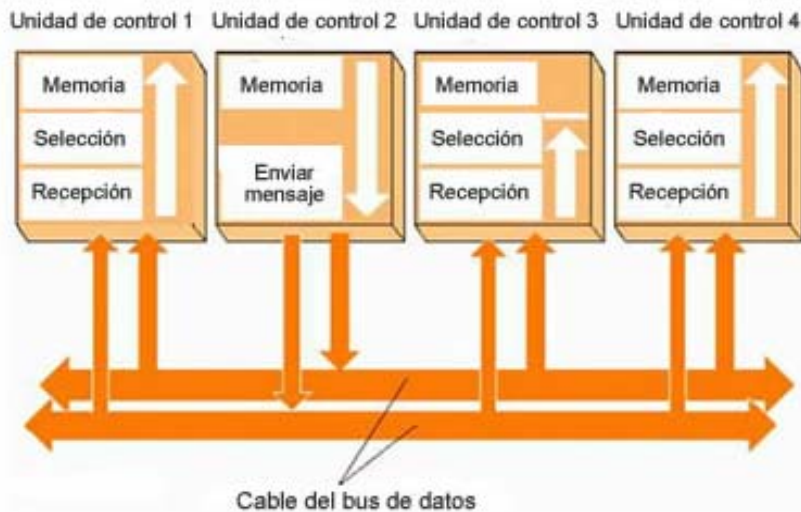 Unidad de control 1
Unidad de control 2
Unidad de control 3
Unidad de control 4
Memoria
Selección
Recepción
Memoria
Enviar
mensaje
Memoria
Selección
Recepción
Memoria
Selección
Recepción
Cable del bus de datos